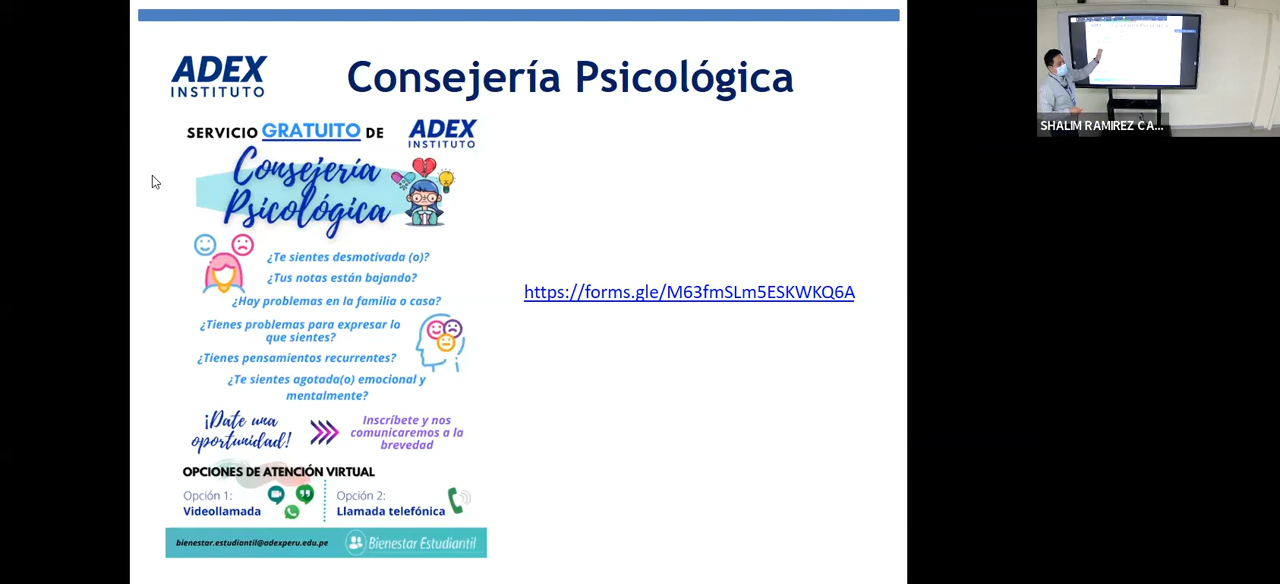 ADEX
INSTITUTO
Consejería Psicológica
SERVICIO GRATUITO DE
ADEX
INSTITUTO
Consejería
Psicológica
¿Te sientes desmotivada (o)?
¿Tus notas están bajando?
¿Hay problemas en la familia o casa?
¿Tienes problemas para expresar lo
que sientes?
¿Tienes pensamientos recurrentes?
¿Te sientes agotada(o) emocional y
mentalmente?
¡Date una
oportunidad!
Inscríbete y nos
comunicaremos a la
brevedad
OPCIONES DE ATENCIÓN VIRTUAL
Opción 1:
Videollamada
Opción 2:
Llamada telefónica
bienestar.estudiantil@adexperu.edu.pe
Bienestar Estudiantil
https://forms.gle/M63fmSLm5ESKWKQ6A
SHALIM RAMIREZ CA...